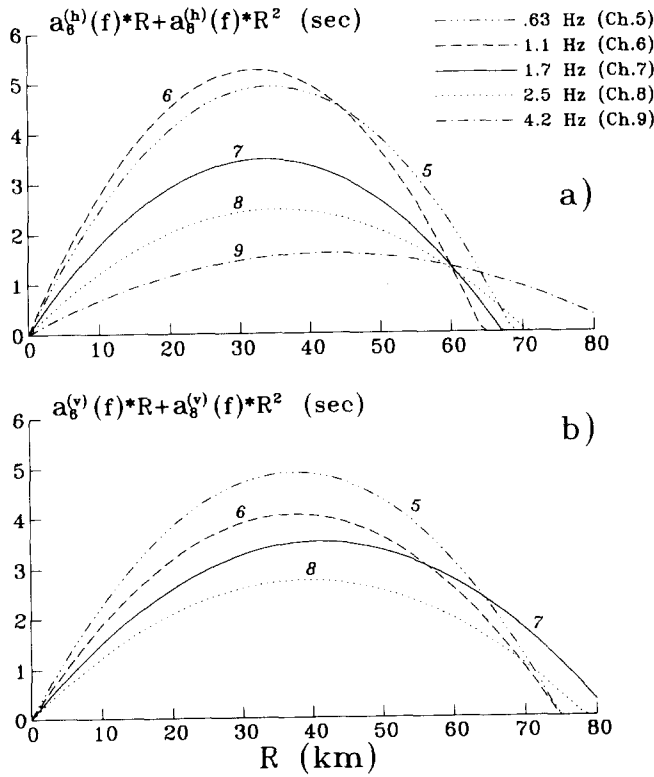 a₆⁽ʰ⁾(f)*R+a₈⁽ʰ⁾(f)*R² (sec)
.63 Hz (Ch.5)
1.1 Hz (Ch.6)
1.7 Hz (Ch.7)
2.5 Hz (Ch.8)
4.2 Hz (Ch.9)
a)
6
5
4
3
2
1
0
6
5
7
8
9
0 10 20 30 40 50 60 70 80
a₆⁽ᵛ⁾(f)*R+a₈⁽ᵛ⁾(f)*R² (sec)
b)
6
5
4
3
2
1
0
5
6
7
8
0 10 20 30 40 50 60 70 80
R (km)